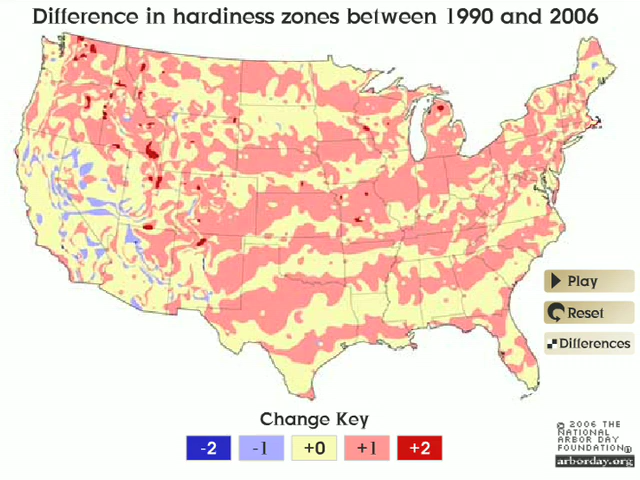 Difference in hardiness zones between 1990 and 2006
Play
Reset
Differences
Change Key
-2 -1 +0 +1 +2
© 2006 THE
NATIONAL
ARBOR DAY
FOUNDATION®
arborday.org